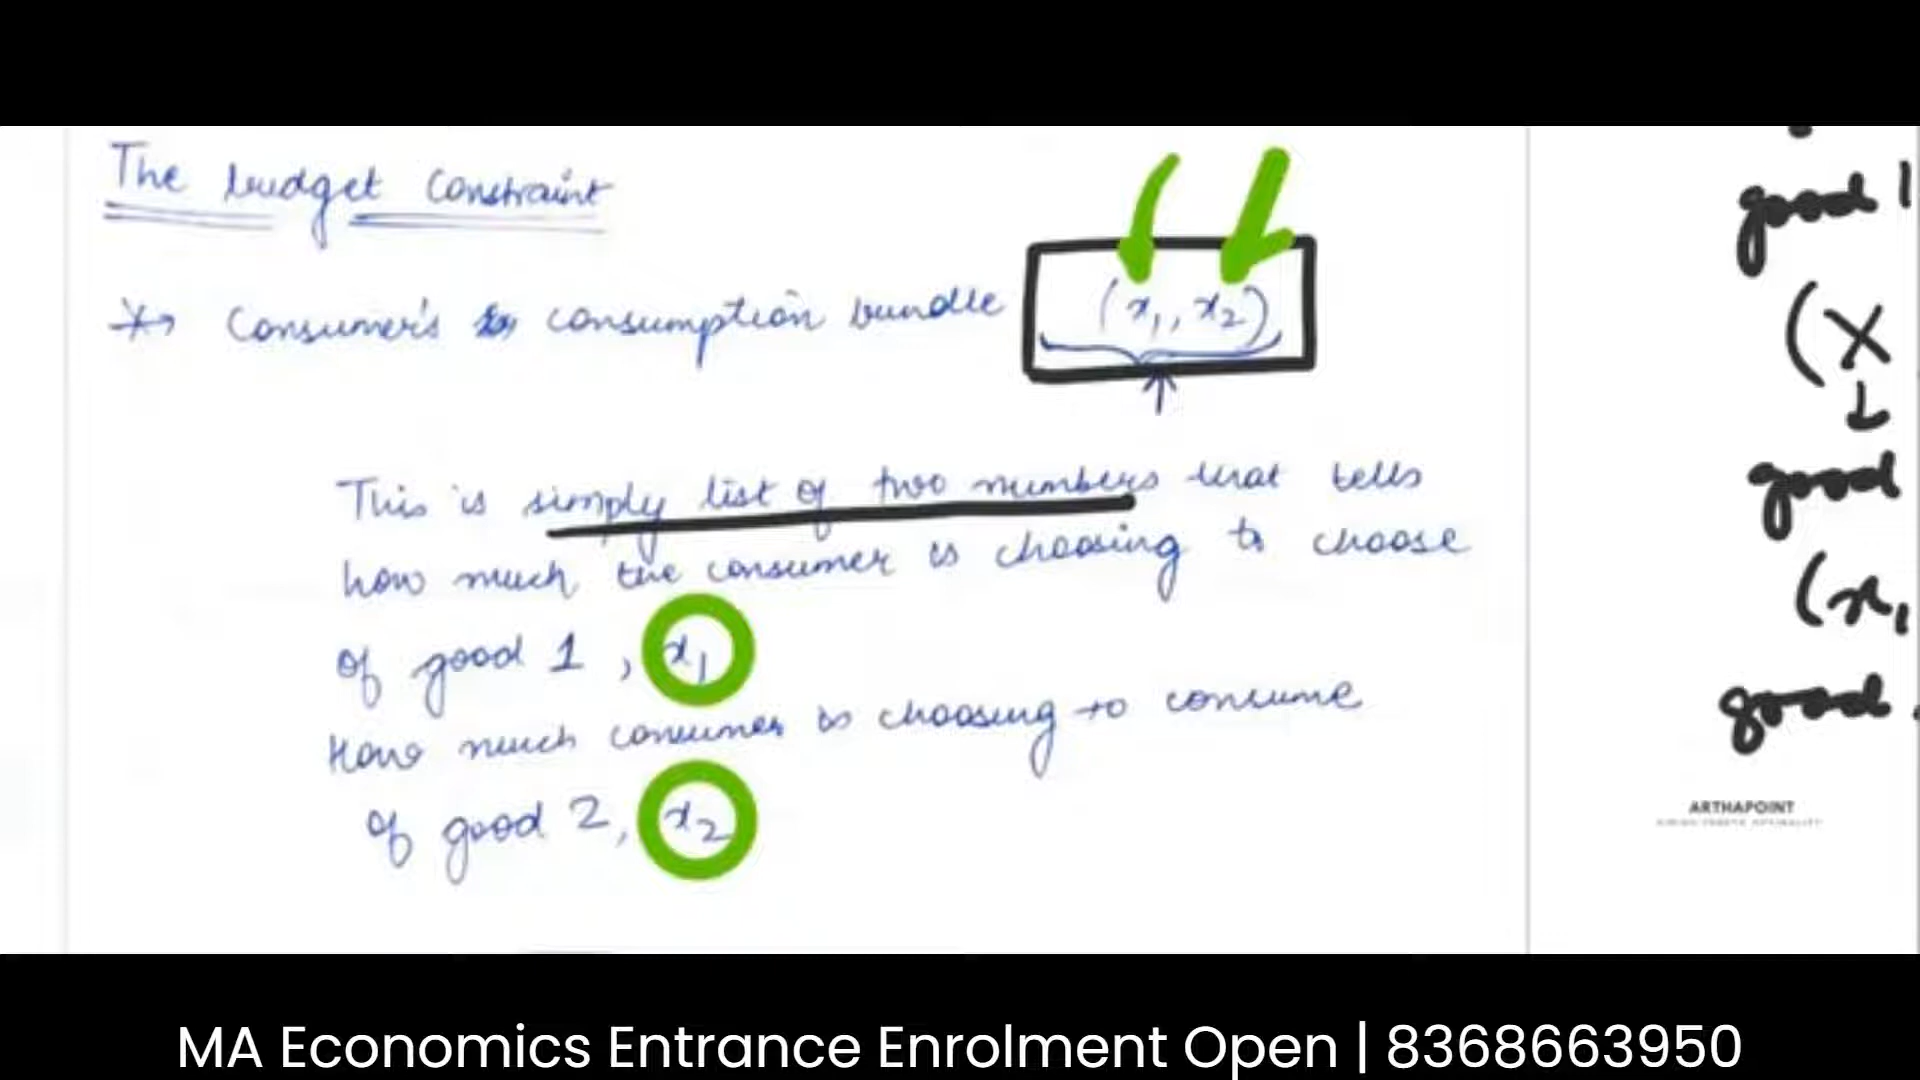 The budget Constraint
Consumer's consumption bundle (x1, x2)
This is simply list of two numbers that tells
how much the consumer is choosing to choose
of good 1, x1
How much consumer is choosing to consume
of good 2, x2
good 1
(X
good
(x1
good
ARTHAPOINT
MA Economics Entrance Enrolment Open | 8368663950